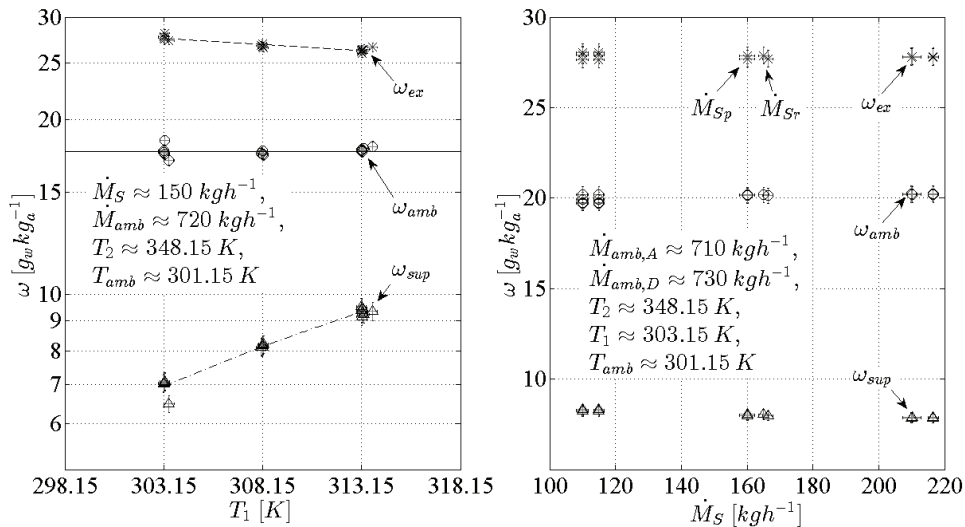 30
25
20
15
10
9
8
7
6
ω [g_w kg_a^{-1}]
ω_ex
Ṁ_S ≈ 150 kgh^{-1},
Ṁ_amb ≈ 720 kgh^{-1},
T_2 ≈ 348.15 K,
T_amb ≈ 301.15 K
ω_amb
ω_sup
298.15 303.15 308.15 313.15 318.15
T_1 [K]
30
25
20
15
10
ω [g_w kg_a^{-1}]
Ṁ_Sp
Ṁ_Sr
ω_ex
ω_amb
Ṁ_amb,A ≈ 710 kgh^{-1},
Ṁ_amb,D ≈ 730 kgh^{-1},
T_2 ≈ 348.15 K,
T_1 ≈ 303.15 K,
T_amb ≈ 301.15 K
ω_sup
100 120 140 160 180 200 220
Ṁ_S [kgh^{-1}]